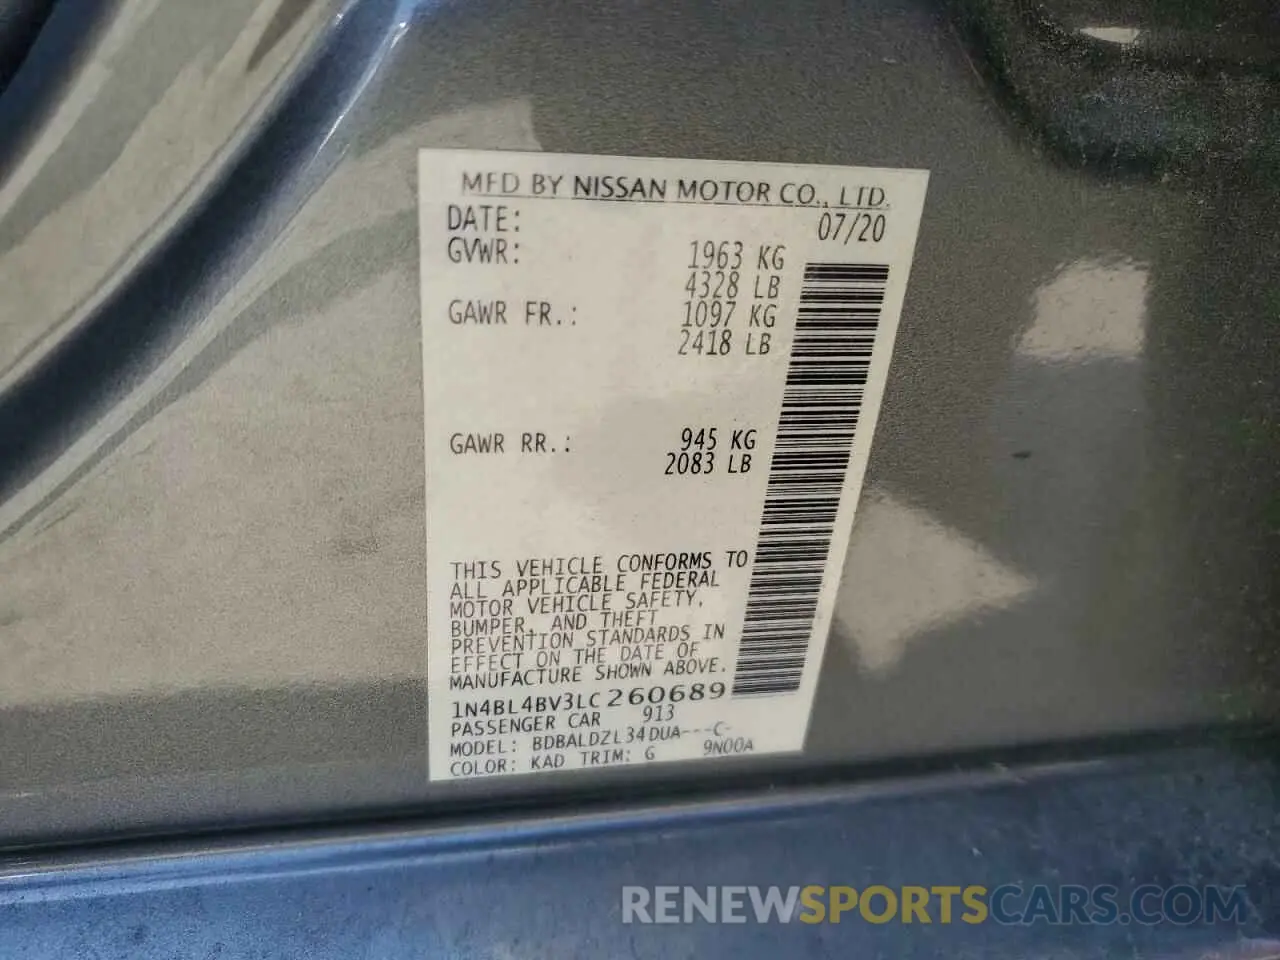 MFD BY NISSAN MOTOR CO., LTD.
DATE: 07/20
GVWR: 1963 KG
4328 LB
GAWR FR.: 1097 KG
2418 LB
GAWR RR.: 945 KG
2083 LB
THIS VEHICLE CONFORMS TO
ALL APPLICABLE FEDERAL
MOTOR VEHICLE SAFETY,
BUMPER, AND THEFT
PREVENTION STANDARDS IN
EFFECT ON THE DATE OF
MANUFACTURE SHOWN ABOVE.
1N4BL4BV3LC260689
PASSENGER CAR 913
MODEL: BDBALDZL34DUA---C-
COLOR: KAD TRIM: G 9N00A
RENEWSPORTSCARS.COM